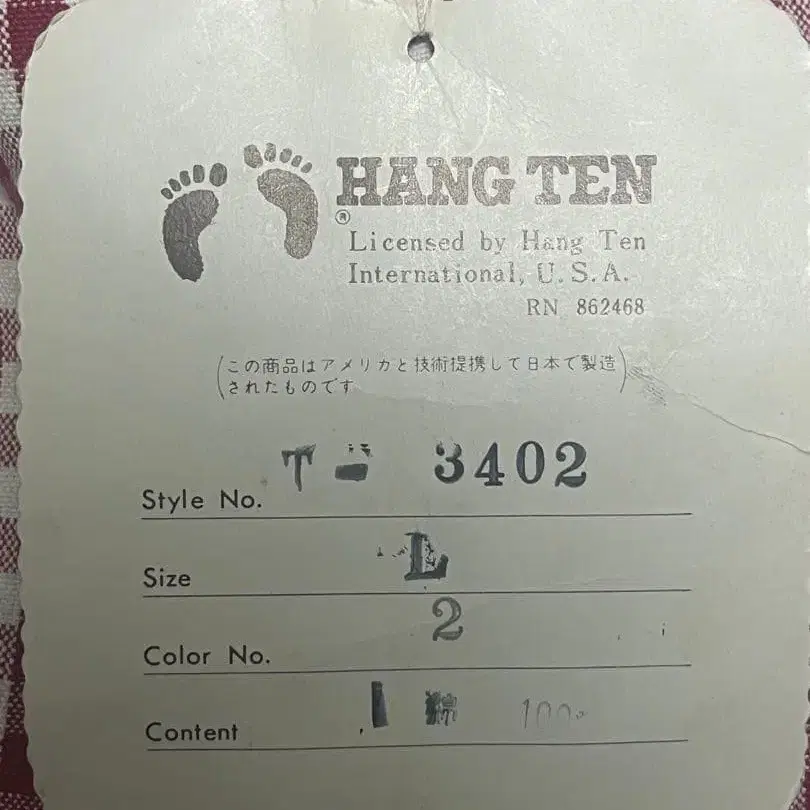 HANG TEN
®
Licensed by Hang Ten
International, U.S.A.
RN 862468
(この商品はアメリカと技術提携して日本で製造
されたものです)
Style No. T - 3402
Size L
Color No. 2
Content 綿 100